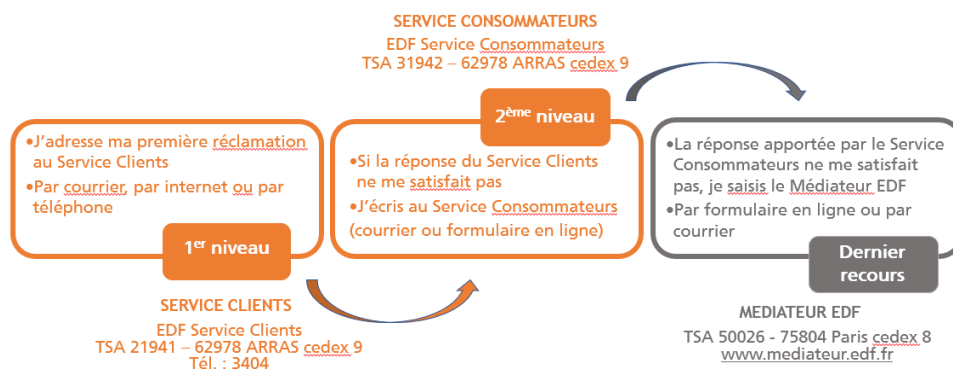 SERVICE CONSOMMATEURS
EDF Service Consommateurs
TSA 31942 – 62978 ARRAS cedex 9
•J’adresse ma première réclamation
au Service Clients
•Par courrier, par internet ou par
téléphone
1er niveau
SERVICE CLIENTS
EDF Service Clients
TSA 21941 – 62978 ARRAS cedex 9
Tél. : 3404
2ème niveau
•Si la réponse du Service Clients
ne me satisfait pas
•J’écris au Service Consommateurs
(courrier ou formulaire en ligne)
•La réponse apportée par le Service
Consommateurs ne me satisfait
pas, je saisis le Médiateur EDF
•Par formulaire en ligne ou par
courrier
Dernier
recours
MEDIATEUR EDF
TSA 50026 - 75804 Paris cedex 8
www.mediateur.edf.fr